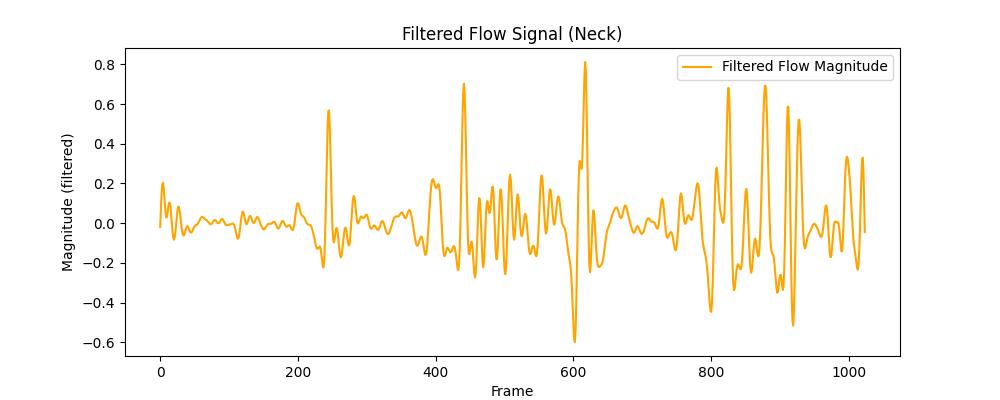 Filtered Flow Signal (Neck)
Filtered Flow Magnitude
0.8
0.6
0.4
0.2
0.0
−0.2
−0.4
−0.6
Magnitude (filtered)
0 200 400 600 800 1000
Frame